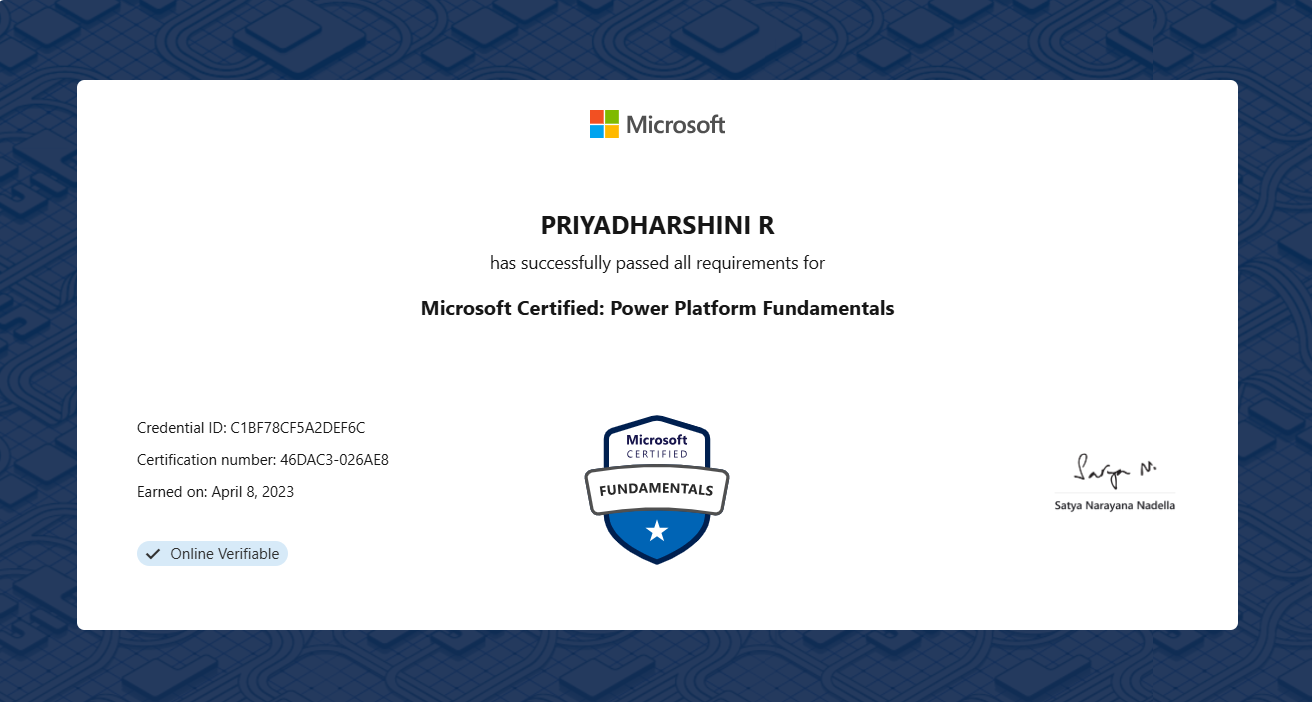 Microsoft
PRIYADHARSHINI R
has successfully passed all requirements for
Microsoft Certified: Power Platform Fundamentals
Credential ID: C1BF78CF5A2DEF6C
Certification number: 46DAC3-026AE8
Earned on: April 8, 2023
Online Verifiable
Microsoft
CERTIFIED
FUNDAMENTALS
Satya N.
Satya Narayana Nadella